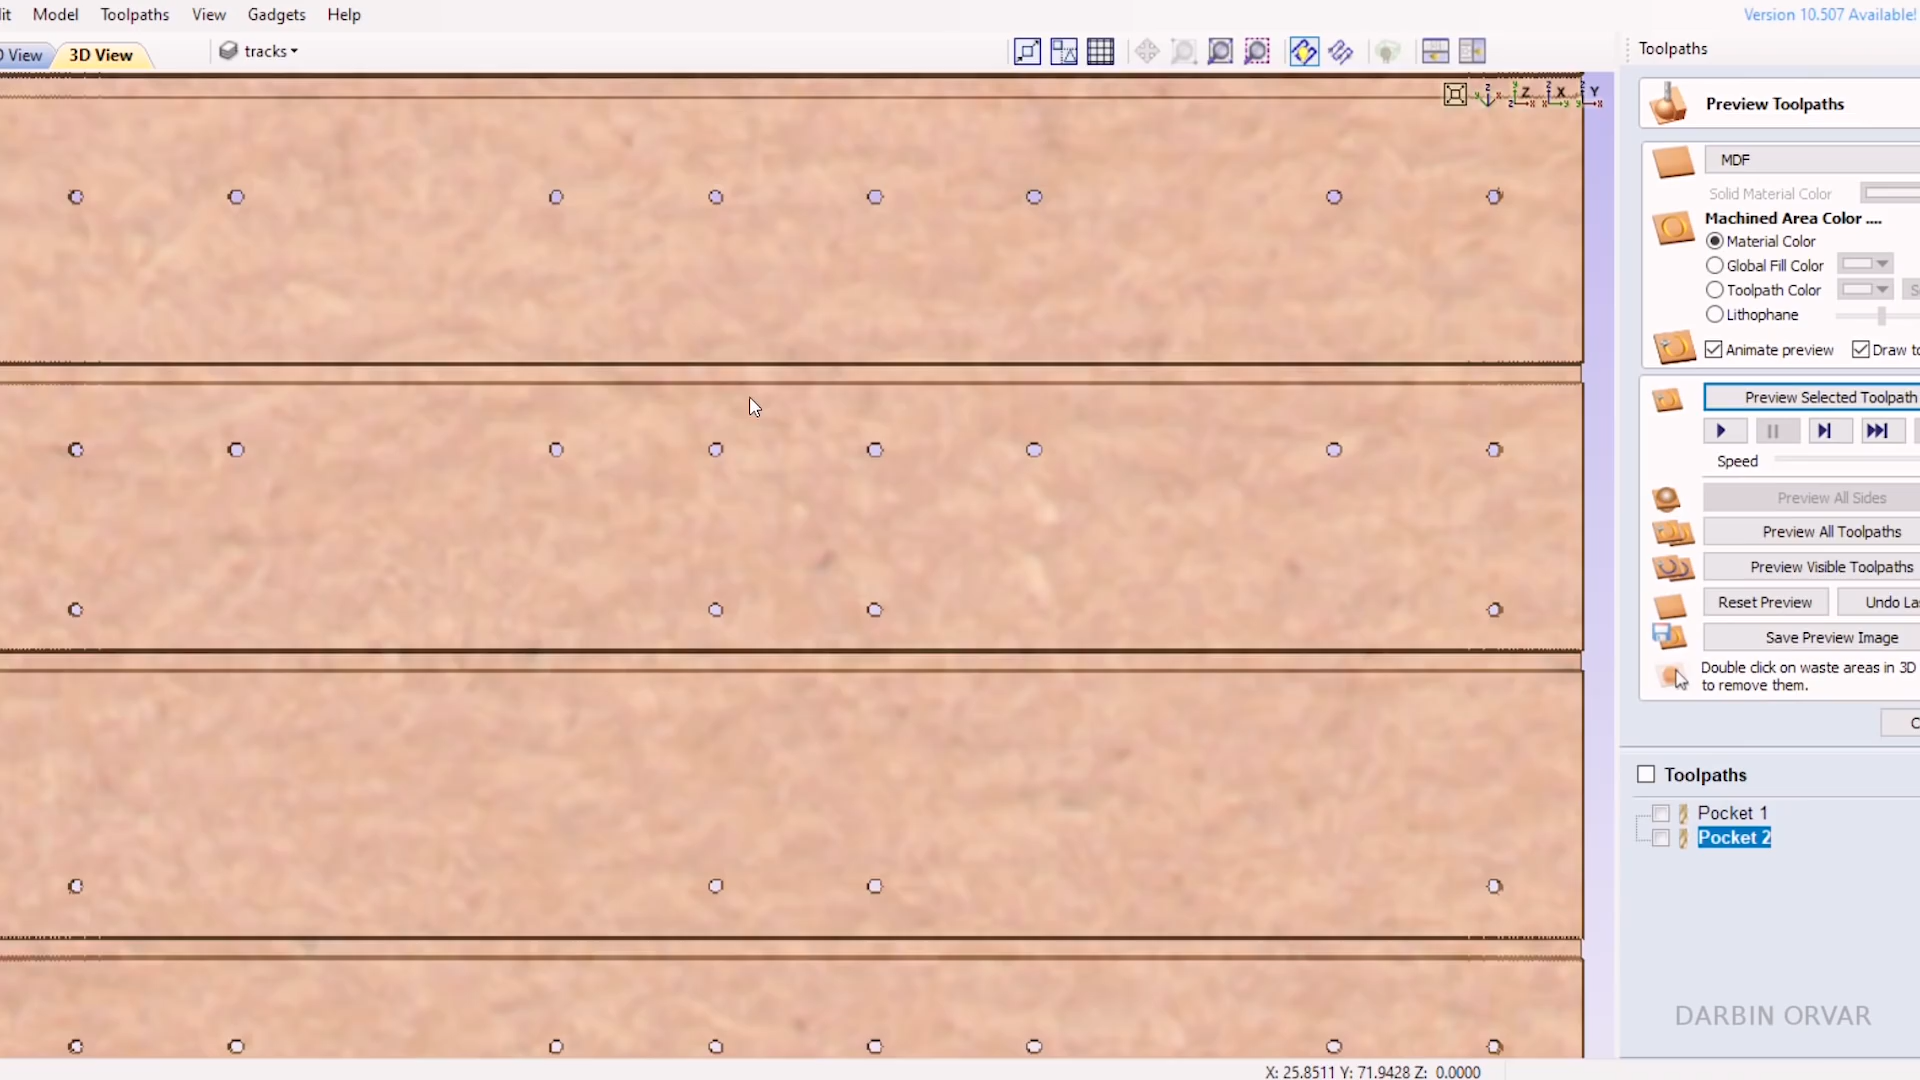 it Model Toolpaths View Gadgets Help
Version 10.507 Available!
D View 3D View tracks
Toolpaths
Z X Y
Preview Toolpaths
MDF
Solid Material Color
Machined Area Color ....
Material Color
Global Fill Color
Toolpath Color S
Lithophane
Animate preview Draw to
Preview Selected Toolpath
Speed
Preview All Sides
Preview All Toolpaths
Preview Visible Toolpaths
Reset Preview Undo Las
Save Preview Image
Double click on waste areas in 3D
to remove them.
C
Toolpaths
Pocket 1
Pocket 2
DARBIN ORVAR
X: 25.8511 Y: 71.9428 Z: 0.0000